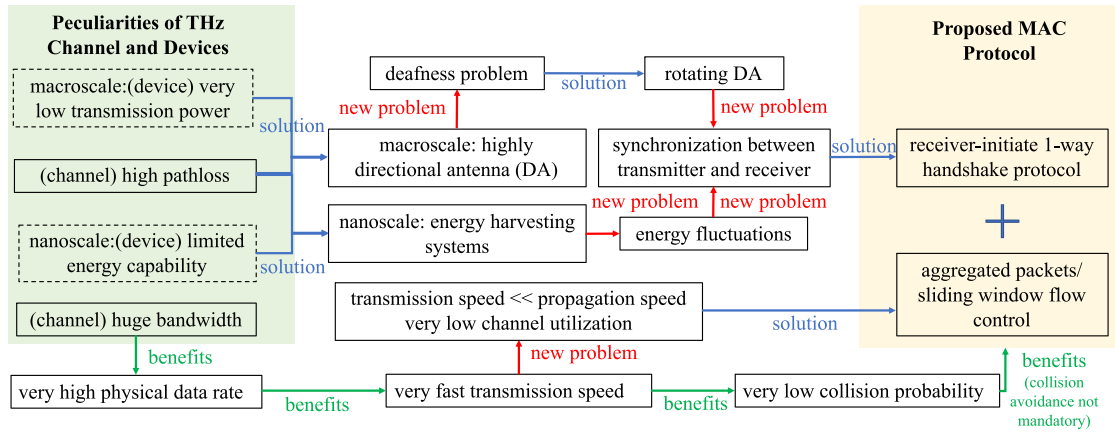 Peculiarities of THz
Channel and Devices
macroscale:(device) very
low transmission power
(channel) high pathloss
nanoscale:(device) limited
energy capability
(channel) huge bandwidth
solution
solution
deafness problem
solution
rotating DA
new problem
new problem
macroscale: highly
directional antenna (DA)
synchronization between
transmitter and receiver
solution
nanoscale: energy harvesting
systems
new problem
new problem
energy fluctuations
transmission speed << propagation speed
very low channel utilization
solution
new problem
Proposed MAC
Protocol
receiver-initiate 1-way
handshake protocol
+
aggregated packets/
sliding window flow
control
benefits
very high physical data rate
benefits
very fast transmission speed
benefits
very low collision probability
benefits
(collision
avoidance not
mandatory)